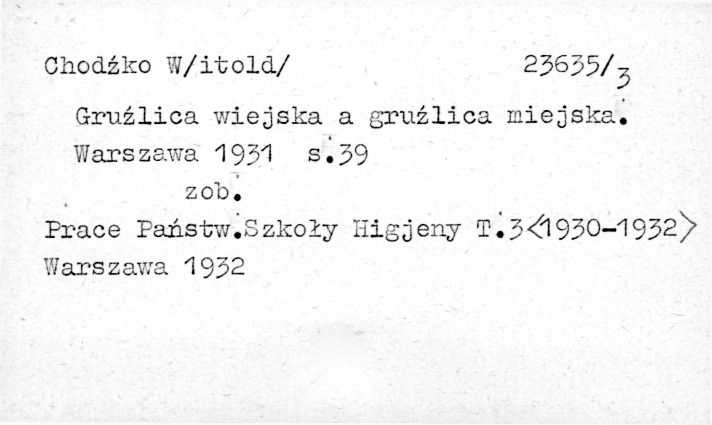 Chodźko W/itold/ 23635/3
Gruźlica wiejska a gruźlica miejska.
Warszawa 1931 s.39
zob.
Prace Państw.Szkoły Higjeny T.3<1930-1932>
Warszawa 1932